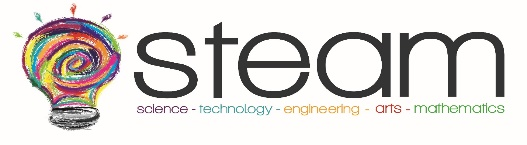 steam
science - technology - engineering - arts - mathematics